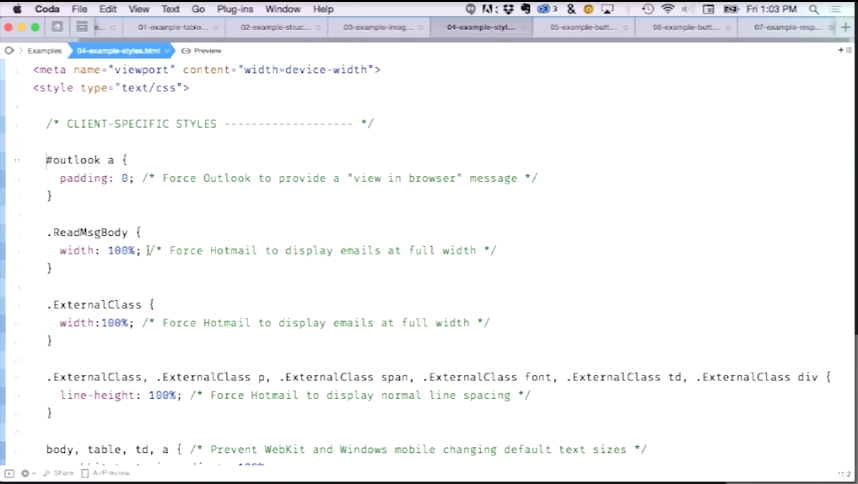 Coda File Edit View Text Go Plug-ins Window Help 3 Fri 1:03 PM
e... 01-example-table... 02-example-struc... 03-example-imag... 04-example-styl... 05-example-butt... 06-example-butt... 07-example-resp...
Examples 04-example-styles.html Preview
<meta name="viewport" content="width=device-width">
<style type="text/css">
/* CLIENT-SPECIFIC STYLES ------------------- */
11 #outlook a {
padding: 0; /* Force Outlook to provide a "view in browser" message */
}
.ReadMsgBody {
width: 100%; /* Force Hotmail to display emails at full width */
}
.ExternalClass {
width:100%; /* Force Hotmail to display emails at full width */
}
.ExternalClass, .ExternalClass p, .ExternalClass span, .ExternalClass font, .ExternalClass td, .ExternalClass div {
line-height: 100%; /* Force Hotmail to display normal line spacing */
}
body, table, td, a { /* Prevent WebKit and Windows mobile changing default text sizes */
Share AirPreview 11:2